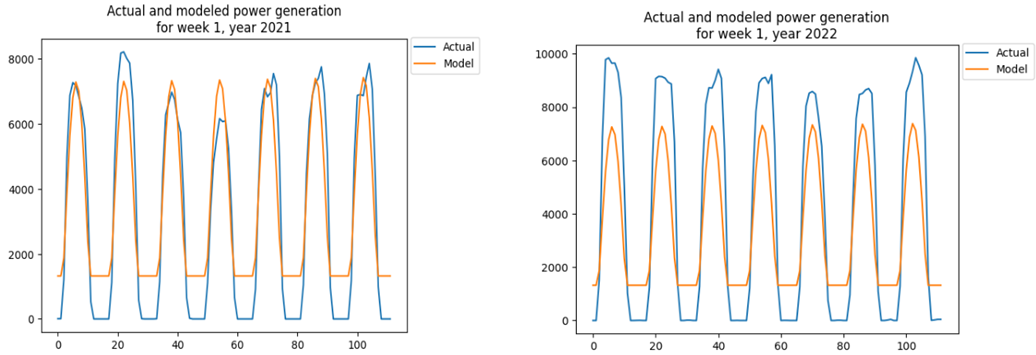 Actual and modeled power generation
for week 1, year 2021
Actual
Model
8000
6000
4000
2000
0
0 20 40 60 80 100
Actual and modeled power generation
for week 1, year 2022
Actual
Model
10000
8000
6000
4000
2000
0
0 20 40 60 80 100